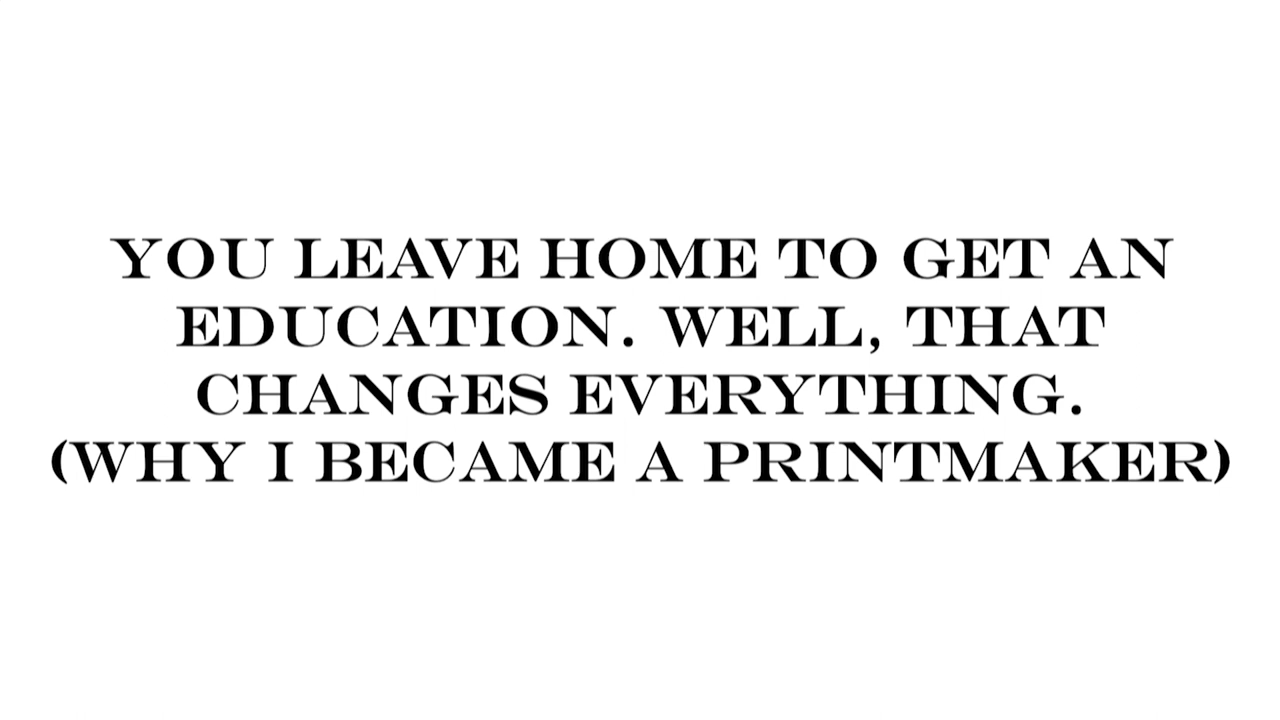 YOU LEAVE HOME TO GET AN
EDUCATION. WELL, THAT
CHANGES EVERYTHING.
(WHY I BECAME A PRINTMAKER)